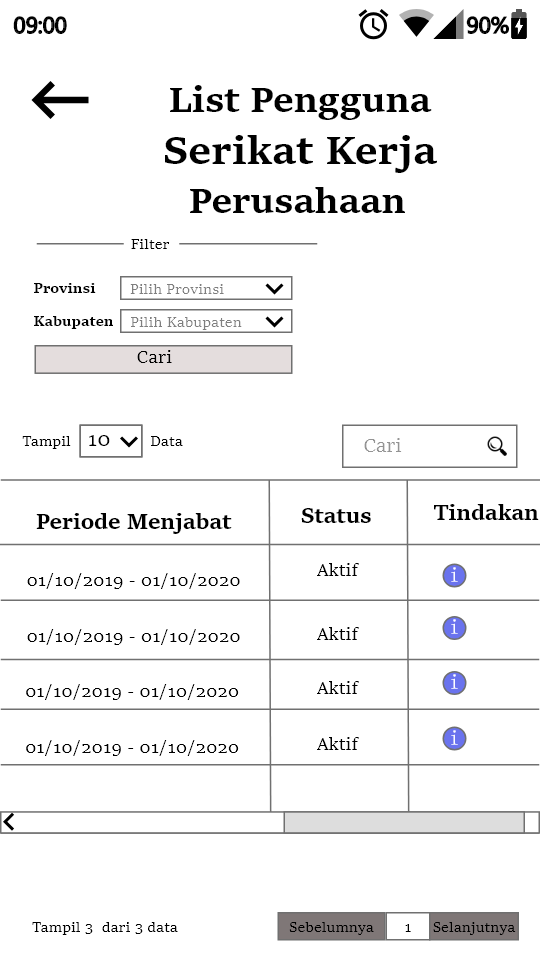 09:00 90%
List Pengguna
Serikat Kerja
Perusahaan
Filter
Provinsi Pilih Provinsi
Kabupaten Pilih Kabupaten
Cari
Tampil 10 Data Cari
Periode Menjabat Status Tindakan
01/10/2019 - 01/10/2020 Aktif i
01/10/2019 - 01/10/2020 Aktif i
01/10/2019 - 01/10/2020 Aktif i
01/10/2019 - 01/10/2020 Aktif i
Tampil 3 dari 3 data Sebelumnya 1 Selanjutnya